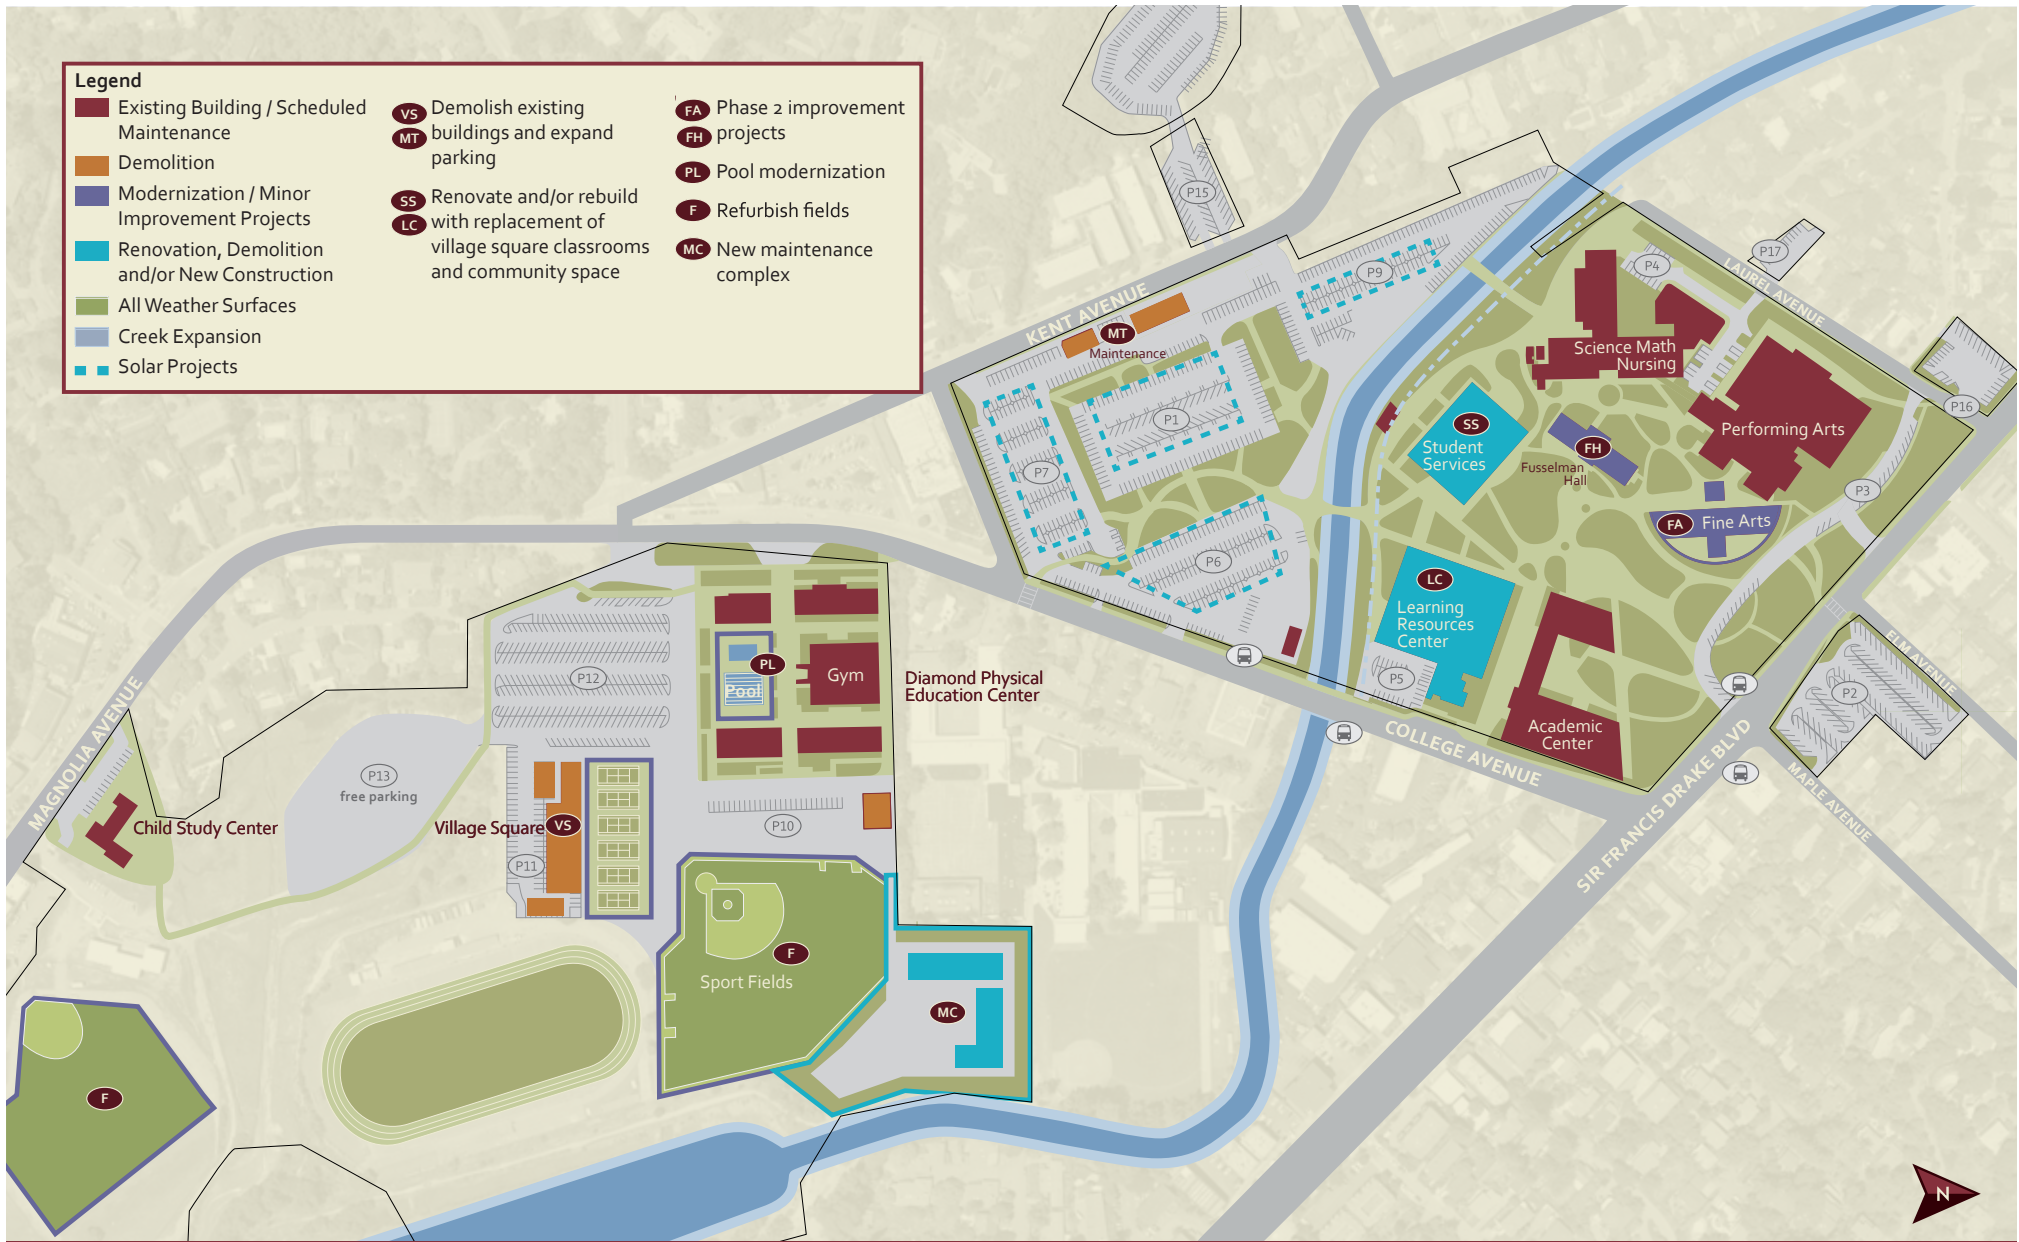 Legend
Existing Building / Scheduled
Maintenance
Demolition
Modernization / Minor
Improvement Projects
Renovation, Demolition
and/or New Construction
All Weather Surfaces
Creek Expansion
Solar Projects
VS
MT
Demolish existing
buildings and expand
parking
SS
LC
Renovate and/or rebuild
with replacement of
village square classrooms
and community space
FA
FH
Phase 2 improvement
projects
PL Pool modernization
F Refurbish fields
MC New maintenance
complex
P15
P17
P4
LAUREL AVENUE
P9
KENT AVENUE
MT
Maintenance
Science Math
Nursing
P16
P1
SS
Student
Services
FH
Fusselman
Hall
Performing Arts
P7
P3
FA Fine Arts
P6
LC
Learning
Resources
Center
P5
ELM AVENUE
P2
Academic
Center
COLLEGE AVENUE
SIR FRANCIS DRAKE BLVD
MAPLE AVENUE
P12
PL
Pool
Gym
Diamond Physical
Education Center
MAGNOLIA AVENUE
P13
free parking
Child Study Center
Village Square VS
P10
P11
F
Sport Fields
MC
F
N